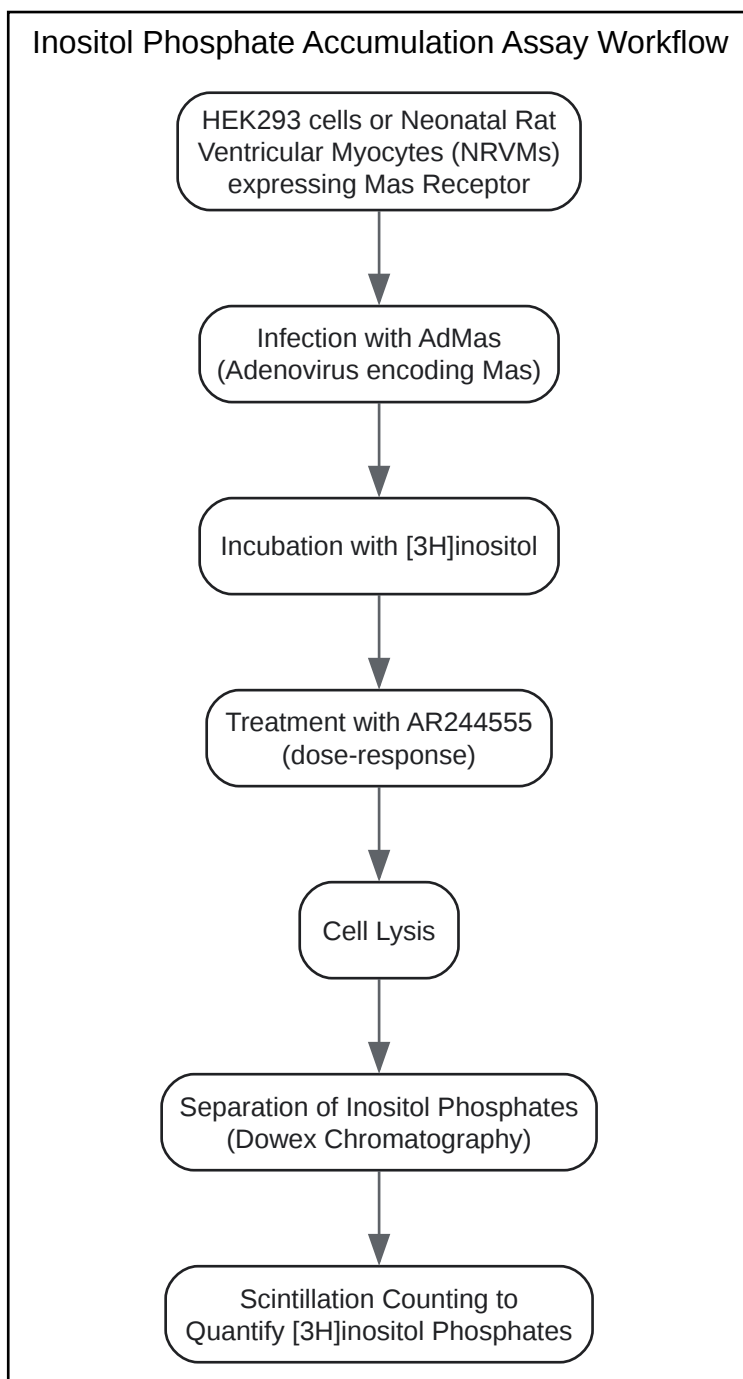 Inositol Phosphate Accumulation Assay Workflow
HEK293 cells or Neonatal Rat
Ventricular Myocytes (NRVMs)
expressing Mas Receptor
Infection with AdMas
(Adenovirus encoding Mas)
Incubation with [3H]inositol
Treatment with AR244555
(dose-response)
Cell Lysis
Separation of Inositol Phosphates
(Dowex Chromatography)
Scintillation Counting to
Quantify [3H]inositol Phosphates